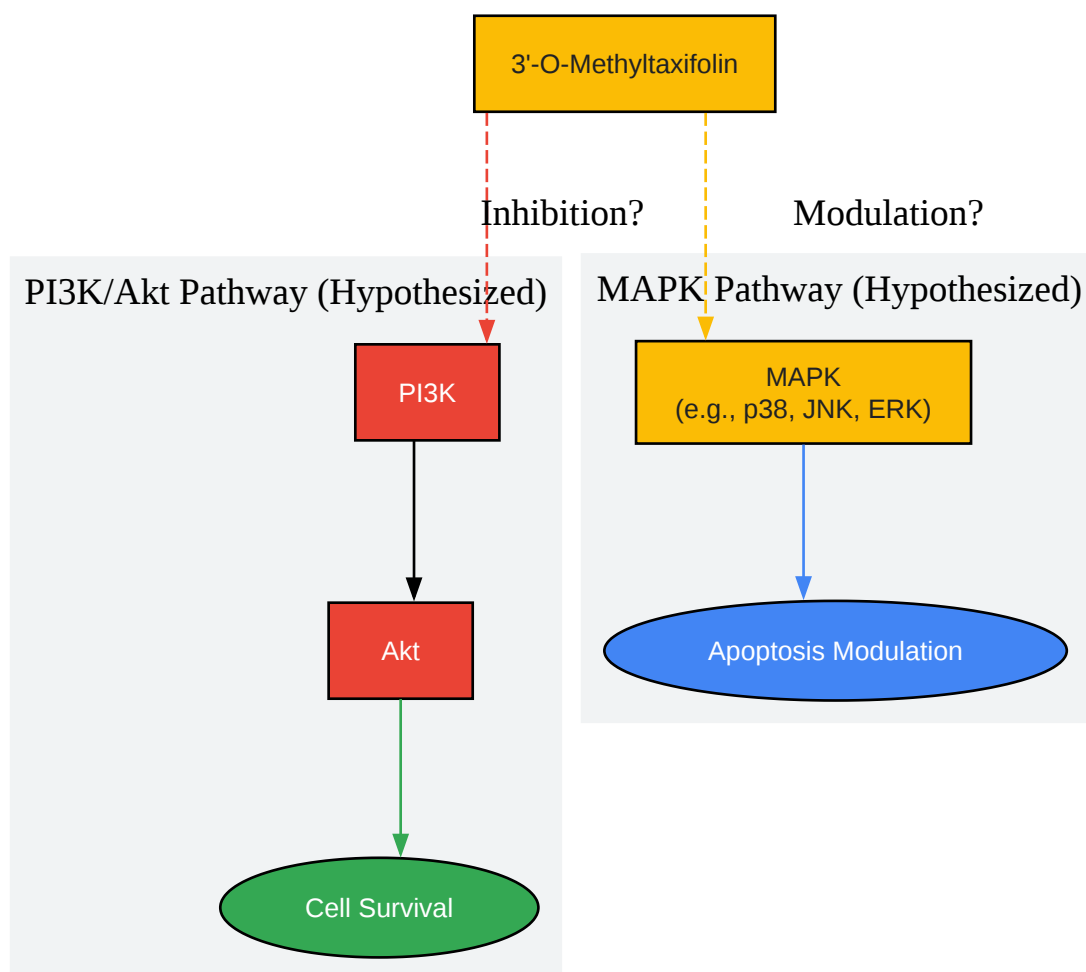 3'-O-Methyltaxifolin
Inhibition?
Modulation?
PI3K/Akt Pathway (Hypothesized)
MAPK Pathway (Hypothesized)
PI3K
MAPK
(e.g., p38, JNK, ERK)
Akt
Apoptosis Modulation
Cell Survival